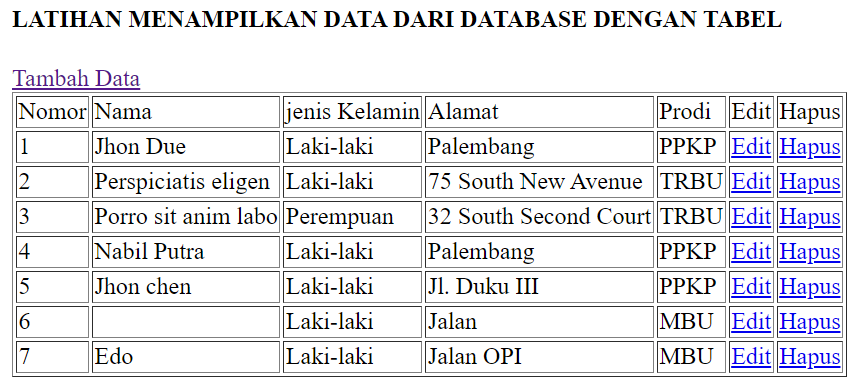 LATIHAN MENAMPILKAN DATA DARI DATABASE DENGAN TABEL
Tambah Data
Nomor Nama jenis Kelamin Alamat Prodi Edit Hapus
1 Jhon Due Laki-laki Palembang PPKP Edit Hapus
2 Perspiciatis eligen Laki-laki 75 South New Avenue TRBU Edit Hapus
3 Porro sit anim labo Perempuan 32 South Second Court TRBU Edit Hapus
4 Nabil Putra Laki-laki Palembang PPKP Edit Hapus
5 Jhon chen Laki-laki Jl. Duku III PPKP Edit Hapus
6 Laki-laki Jalan MBU Edit Hapus
7 Edo Laki-laki Jalan OPI MBU Edit Hapus